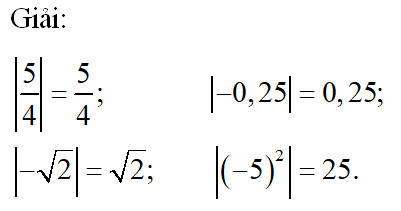 Giải:
|5/4| = 5/4; |−0,25| = 0,25;
|−√2| = √2; |(−5)²| = 25.